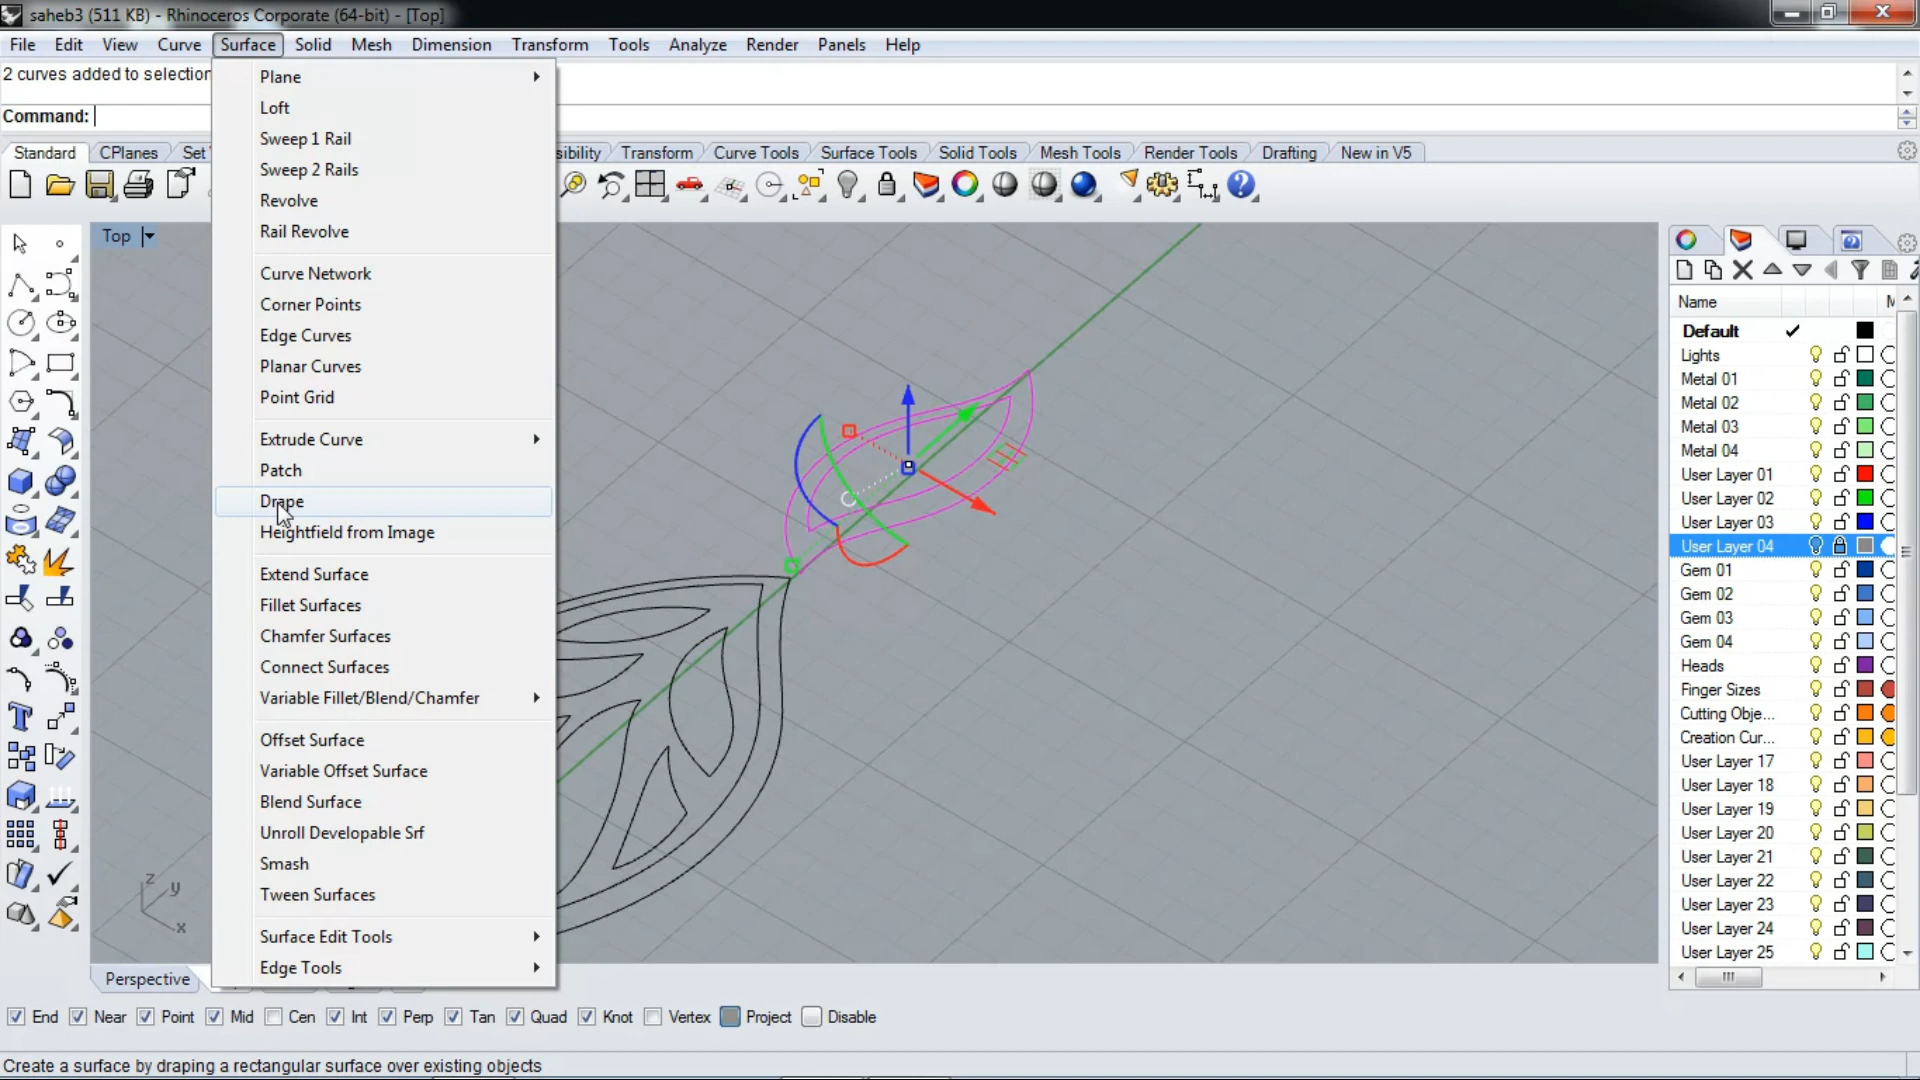 saheb3 (511 KB) - Rhinoceros Corporate (64-bit) - [Top]
File Edit View Curve Surface Solid Mesh Dimension Transform Tools Analyze Render Panels Help
2 curves added to selection
Command:
Standard CPlanes Set Transform Curve Tools Surface Tools Solid Tools Mesh Tools Render Tools Drafting New in V5
Top
Plane
Loft
Sweep 1 Rail
Sweep 2 Rails
Revolve
Rail Revolve
Curve Network
Corner Points
Edge Curves
Planar Curves
Point Grid
Extrude Curve
Patch
Drape
Heightfield from Image
Extend Surface
Fillet Surfaces
Chamfer Surfaces
Connect Surfaces
Variable Fillet/Blend/Chamfer
Offset Surface
Variable Offset Surface
Blend Surface
Unroll Developable Srf
Smash
Tween Surfaces
Surface Edit Tools
Edge Tools
z
y
x
Perspective
Name M
Default
Lights
Metal 01
Metal 02
Metal 03
Metal 04
User Layer 01
User Layer 02
User Layer 03
User Layer 04
Gem 01
Gem 02
Gem 03
Gem 04
Heads
Finger Sizes
Cutting Obje...
Creation Cur...
User Layer 17
User Layer 18
User Layer 19
User Layer 20
User Layer 21
User Layer 22
User Layer 23
User Layer 24
User Layer 25
End Near Point Mid Cen Int Perp Tan Quad Knot Vertex Project Disable
Create a surface by draping a rectangular surface over existing objects